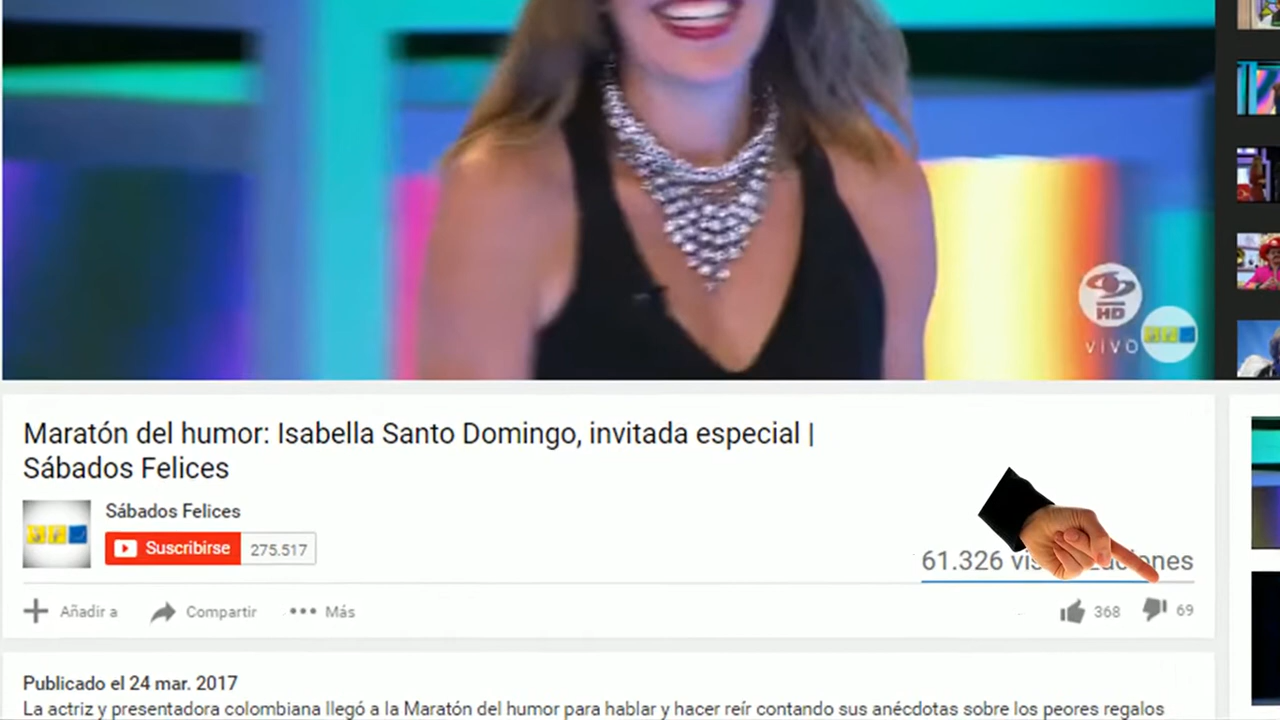 HD
VIVO
Maratón del humor: Isabella Santo Domingo, invitada especial |
Sábados Felices
Sábados Felices
Suscribirse 275.517
61.326
Añadir a Compartir Más 368 69
Publicado el 24 mar. 2017
La actriz y presentadora colombiana llegó a la Maratón del humor para hablar y hacer reír contando sus anécdotas sobre los peores regalos